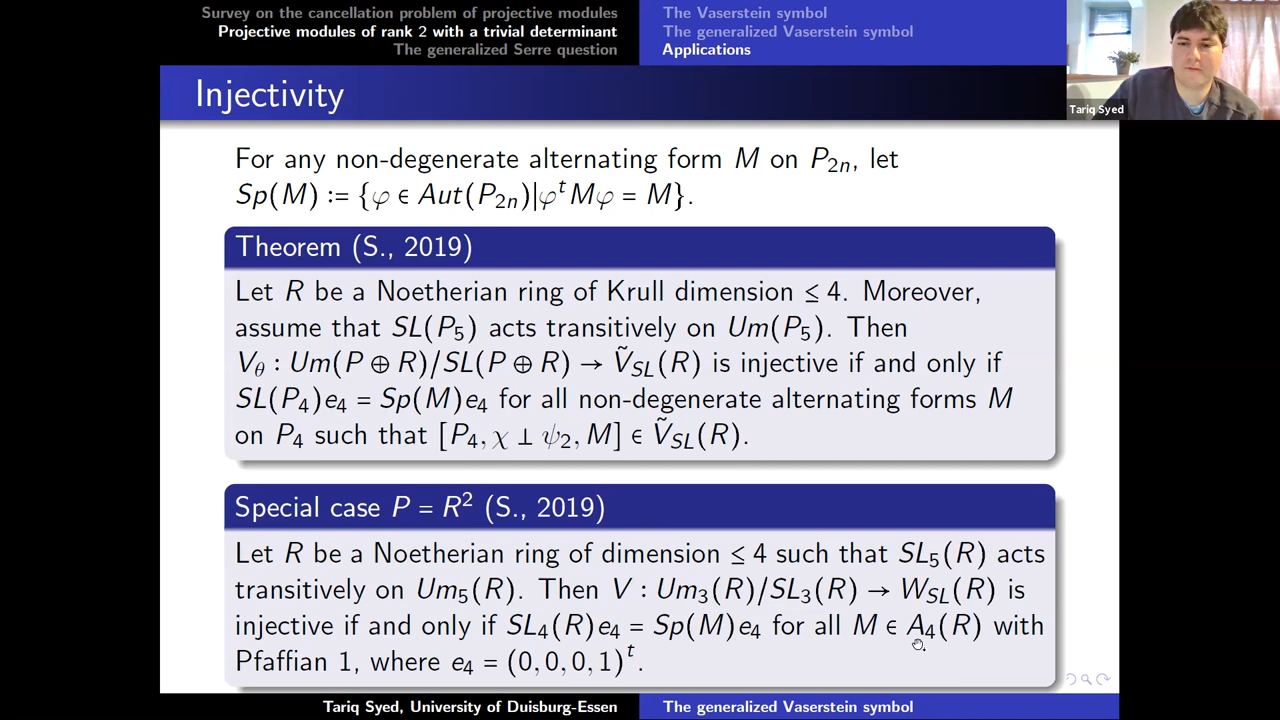 Survey on the cancellation problem of projective modules
Projective modules of rank 2 with a trivial determinant
The generalized Serre question
The Vaserstein symbol
The generalized Vaserstein symbol
Applications
Tariq Syed
Injectivity
For any non-degenerate alternating form M on P₂ₙ, let
Sp(M) := {φ ∈ Aut(P₂ₙ)|φᵗMφ = M}.
Theorem (S., 2019)
Let R be a Noetherian ring of Krull dimension ≤ 4. Moreover,
assume that SL(P₅) acts transitively on Um(P₅). Then
V_θ : Um(P ⊕ R)/SL(P ⊕ R) → Ṽ_SL(R) is injective if and only if
SL(P₄)e₄ = Sp(M)e₄ for all non-degenerate alternating forms M
on P₄ such that [P₄, χ ⊥ ψ₂, M] ∈ Ṽ_SL(R).
Special case P = R² (S., 2019)
Let R be a Noetherian ring of dimension ≤ 4 such that SL₅(R) acts
transitively on Um₅(R). Then V : Um₃(R)/SL₃(R) → W_SL(R) is
injective if and only if SL₄(R)e₄ = Sp(M)e₄ for all M ∈ A₄(R) with
Pfaffian 1, where e₄ = (0, 0, 0, 1)ᵗ.
Tariq Syed, University of Duisburg-Essen
The generalized Vaserstein symbol